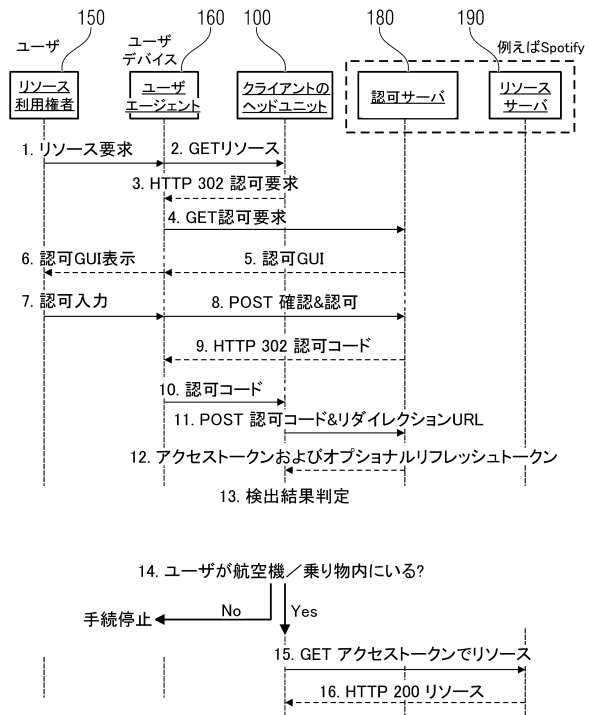 150
160
100
180
190
ユーザ
ユーザ
デバイス
例えばSpotify
リソース
利用権者
ユーザ
エージェント
クライアントの
ヘッドユニット
認可サーバ
リソース
サーバ
1. リソース要求
2. GETリソース
3. HTTP 302 認可要求
4. GET認可要求
6. 認可GUI表示
5. 認可GUI
7. 認可入力
8. POST 確認&認可
9. HTTP 302 認可コード
10. 認可コード
11. POST 認可コード&リダイレクションURL
12. アクセストークンおよびオプショナルリフレッシュトークン
13. 検出結果判定
14. ユーザが航空機／乗り物内にいる?
手続停止
No
Yes
15. GET アクセストークンでリソース
16. HTTP 200 リソース